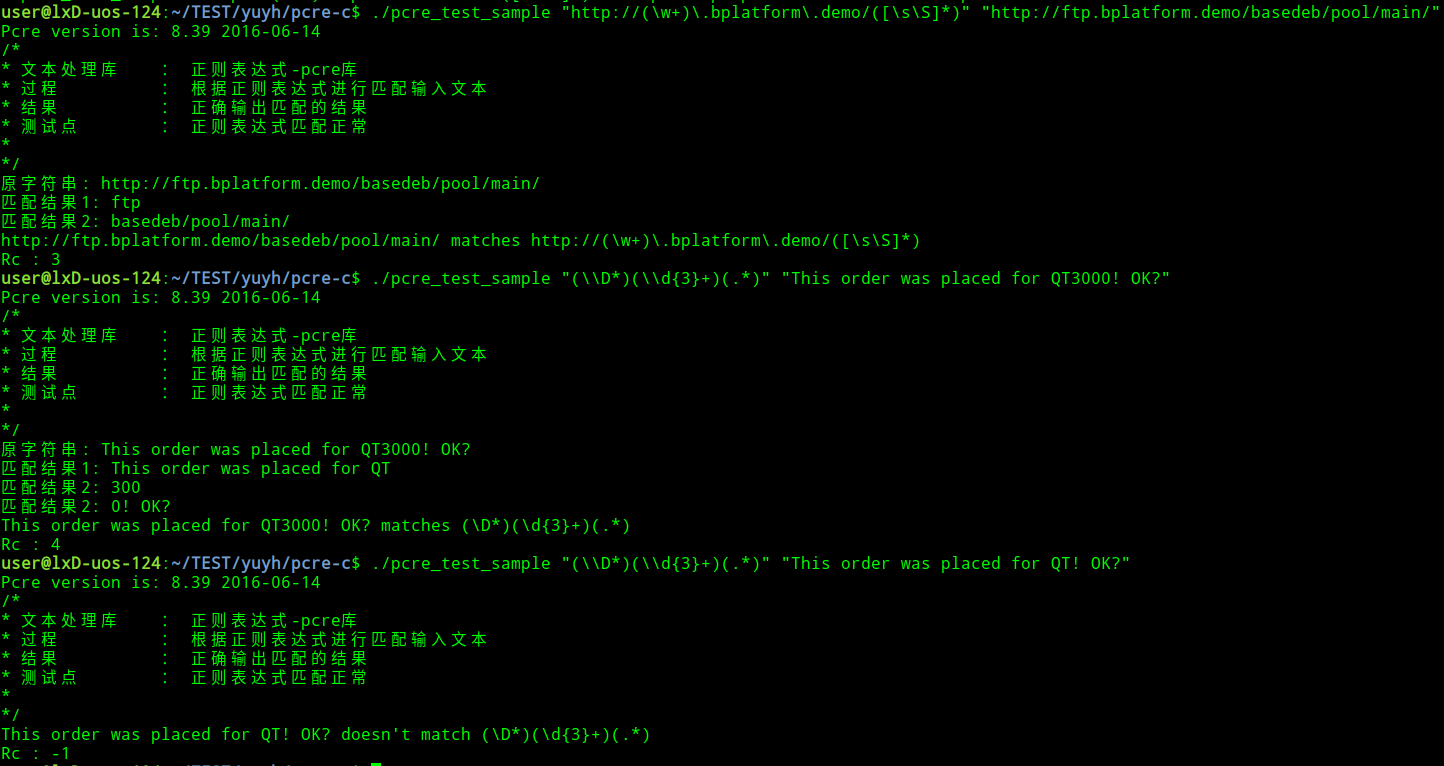 user@lxD-uos-124:~/TEST/yuyh/pcre-c$ ./pcre_test_sample "http://(\w+)\.bplatform\.demo/([\s\S]*)" "http://ftp.bplatform.demo/basedeb/pool/main/"
Pcre version is: 8.39 2016-06-14
/*
* 文本处理库 : 正则表达式-pcre库
* 过程 : 根据正则表达式进行匹配输入文本
* 结果 : 正确输出匹配的结果
* 测试点 : 正则表达式匹配正常
*
*/
原字符串: http://ftp.bplatform.demo/basedeb/pool/main/
匹配结果1: ftp
匹配结果2: basedeb/pool/main/
http://ftp.bplatform.demo/basedeb/pool/main/ matches http://(\w+)\.bplatform\.demo/([\s\S]*)
Rc : 3
user@lxD-uos-124:~/TEST/yuyh/pcre-c$ ./pcre_test_sample "(\\D*)(\\d{3}+)(.*)" "This order was placed for QT3000! OK?"
Pcre version is: 8.39 2016-06-14
/*
* 文本处理库 : 正则表达式-pcre库
* 过程 : 根据正则表达式进行匹配输入文本
* 结果 : 正确输出匹配的结果
* 测试点 : 正则表达式匹配正常
*
*/
原字符串: This order was placed for QT3000! OK?
匹配结果1: This order was placed for QT
匹配结果2: 300
匹配结果2: 0! OK?
This order was placed for QT3000! OK? matches (\D*)(\d{3}+)(.*)
Rc : 4
user@lxD-uos-124:~/TEST/yuyh/pcre-c$ ./pcre_test_sample "(\\D*)(\\d{3}+)(.*)" "This order was placed for QT! OK?"
Pcre version is: 8.39 2016-06-14
/*
* 文本处理库 : 正则表达式-pcre库
* 过程 : 根据正则表达式进行匹配输入文本
* 结果 : 正确输出匹配的结果
* 测试点 : 正则表达式匹配正常
*
*/
This order was placed for QT! OK? doesn't match (\D*)(\d{3}+)(.*)
Rc : -1